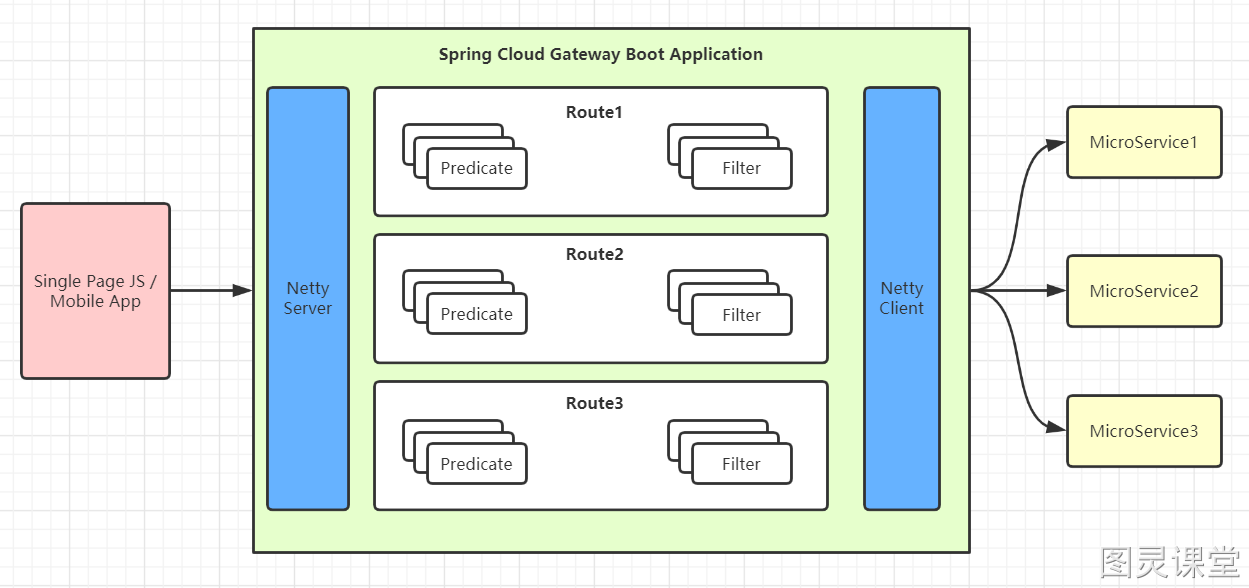 Spring Cloud Gateway Boot Application
Single Page JS /
Mobile App
Netty
Server
Route1
Predicate
Filter
Route2
Predicate
Filter
Route3
Predicate
Filter
Netty
Client
MicroService1
MicroService2
MicroService3
图灵课堂